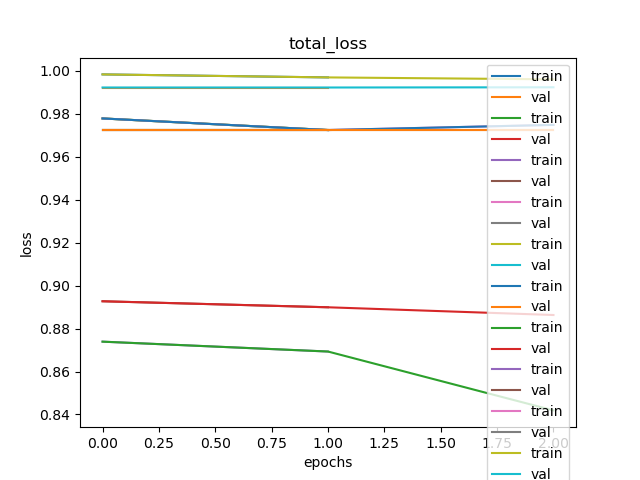 total_loss
loss
1.00
0.98
0.96
0.94
0.92
0.90
0.88
0.86
0.84
train
val
train
val
train
val
train
val
train
val
train
val
train
val
train
val
train
val
train
val
0.00 0.25 0.50 0.75 1.00 1.25 1.50 1.75 2.00
epochs